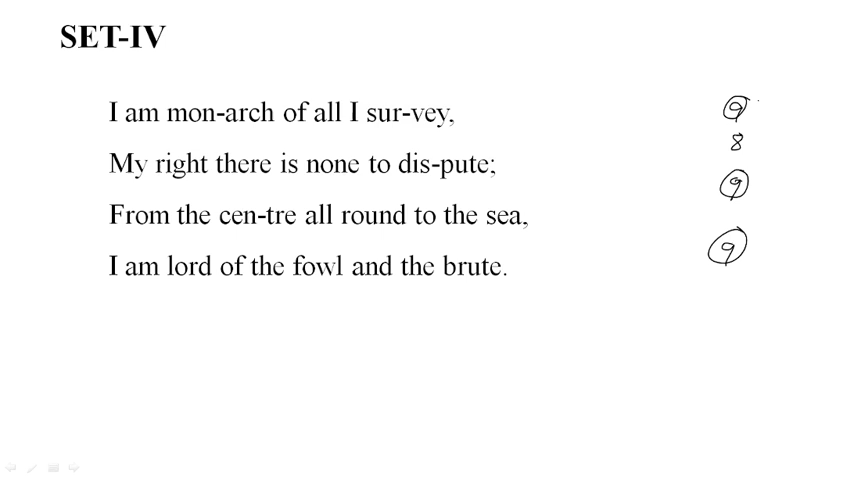 SET-IV
I am mon-arch of all I sur-vey, 9
My right there is none to dis-pute; 8
From the cen-tre all round to the sea, 9
I am lord of the fowl and the brute. 9